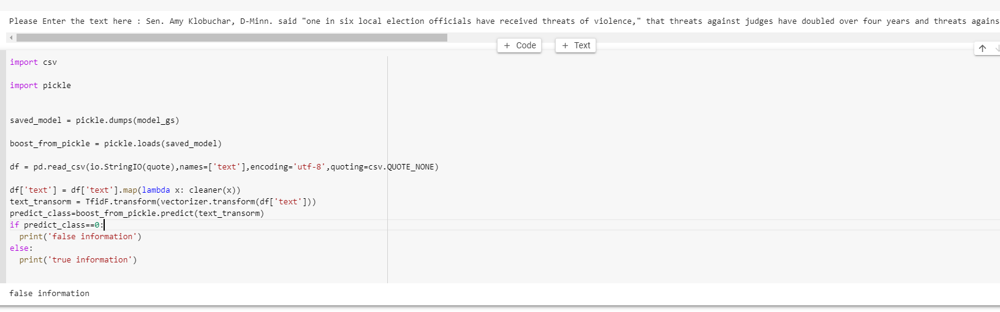 Please Enter the text here : Sen. Amy Klobuchar, D-Minn. said "one in six local election officials have received threats of violence," that threats against judges have doubled over four years and threats agains
+ Code + Text
import csv
import pickle
saved_model = pickle.dumps(model_gs)
boost_from_pickle = pickle.loads(saved_model)
df = pd.read_csv(io.StringIO(quote),names=['text'],encoding='utf-8',quoting=csv.QUOTE_NONE)
df['text'] = df['text'].map(lambda x: cleaner(x))
text_transorm = TfidF.transform(vectorizer.transform(df['text']))
predict_class=boost_from_pickle.predict(text_transorm)
if predict_class==0:
  print('false information')
else:
  print('true information')
false information